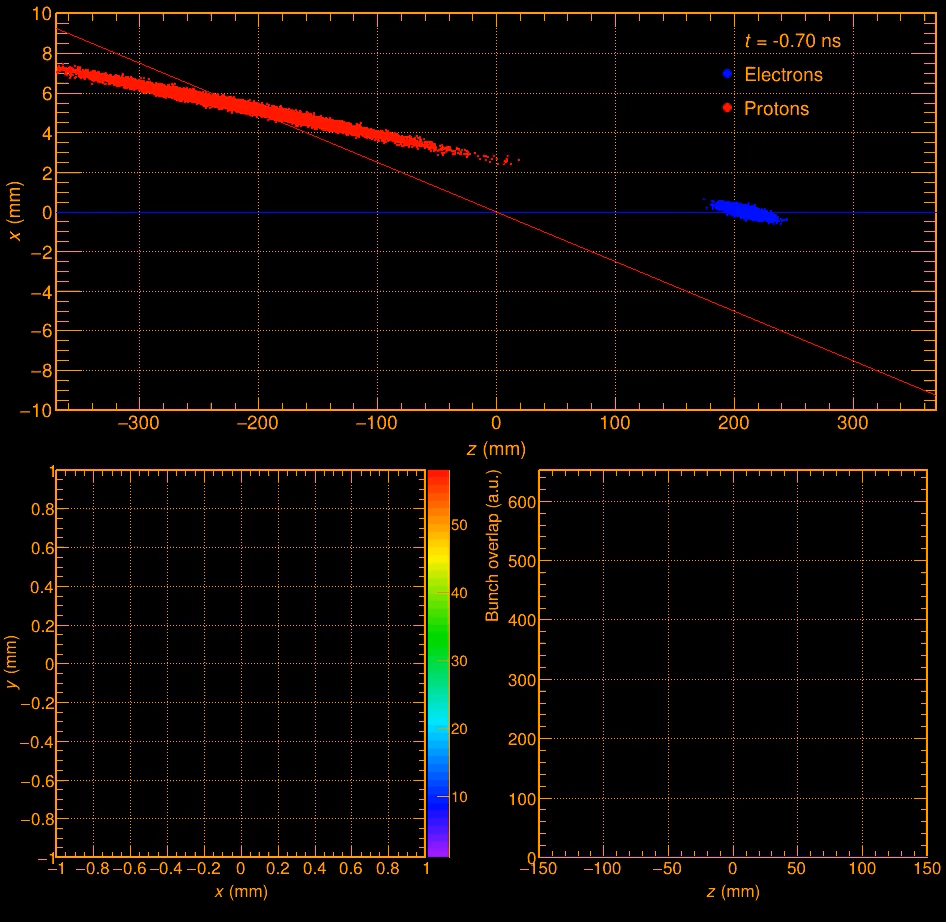 10
8
6
4
2
0
−2
−4
−6
−8
−10
x (mm)
t = -0.70 ns
Electrons
Protons
−300 −200 −100 0 100 200 300
z (mm)
1
0.8
0.6
0.4
0.2
0
−0.2
−0.4
−0.6
−0.8
−1
y (mm)
−1 −0.8 −0.6 −0.4 −0.2 0 0.2 0.4 0.6 0.8 1
x (mm)
50
40
30
20
10
Bunch overlap (a.u.)
600
500
400
300
200
100
0
−150 −100 −50 0 50 100 150
z (mm)